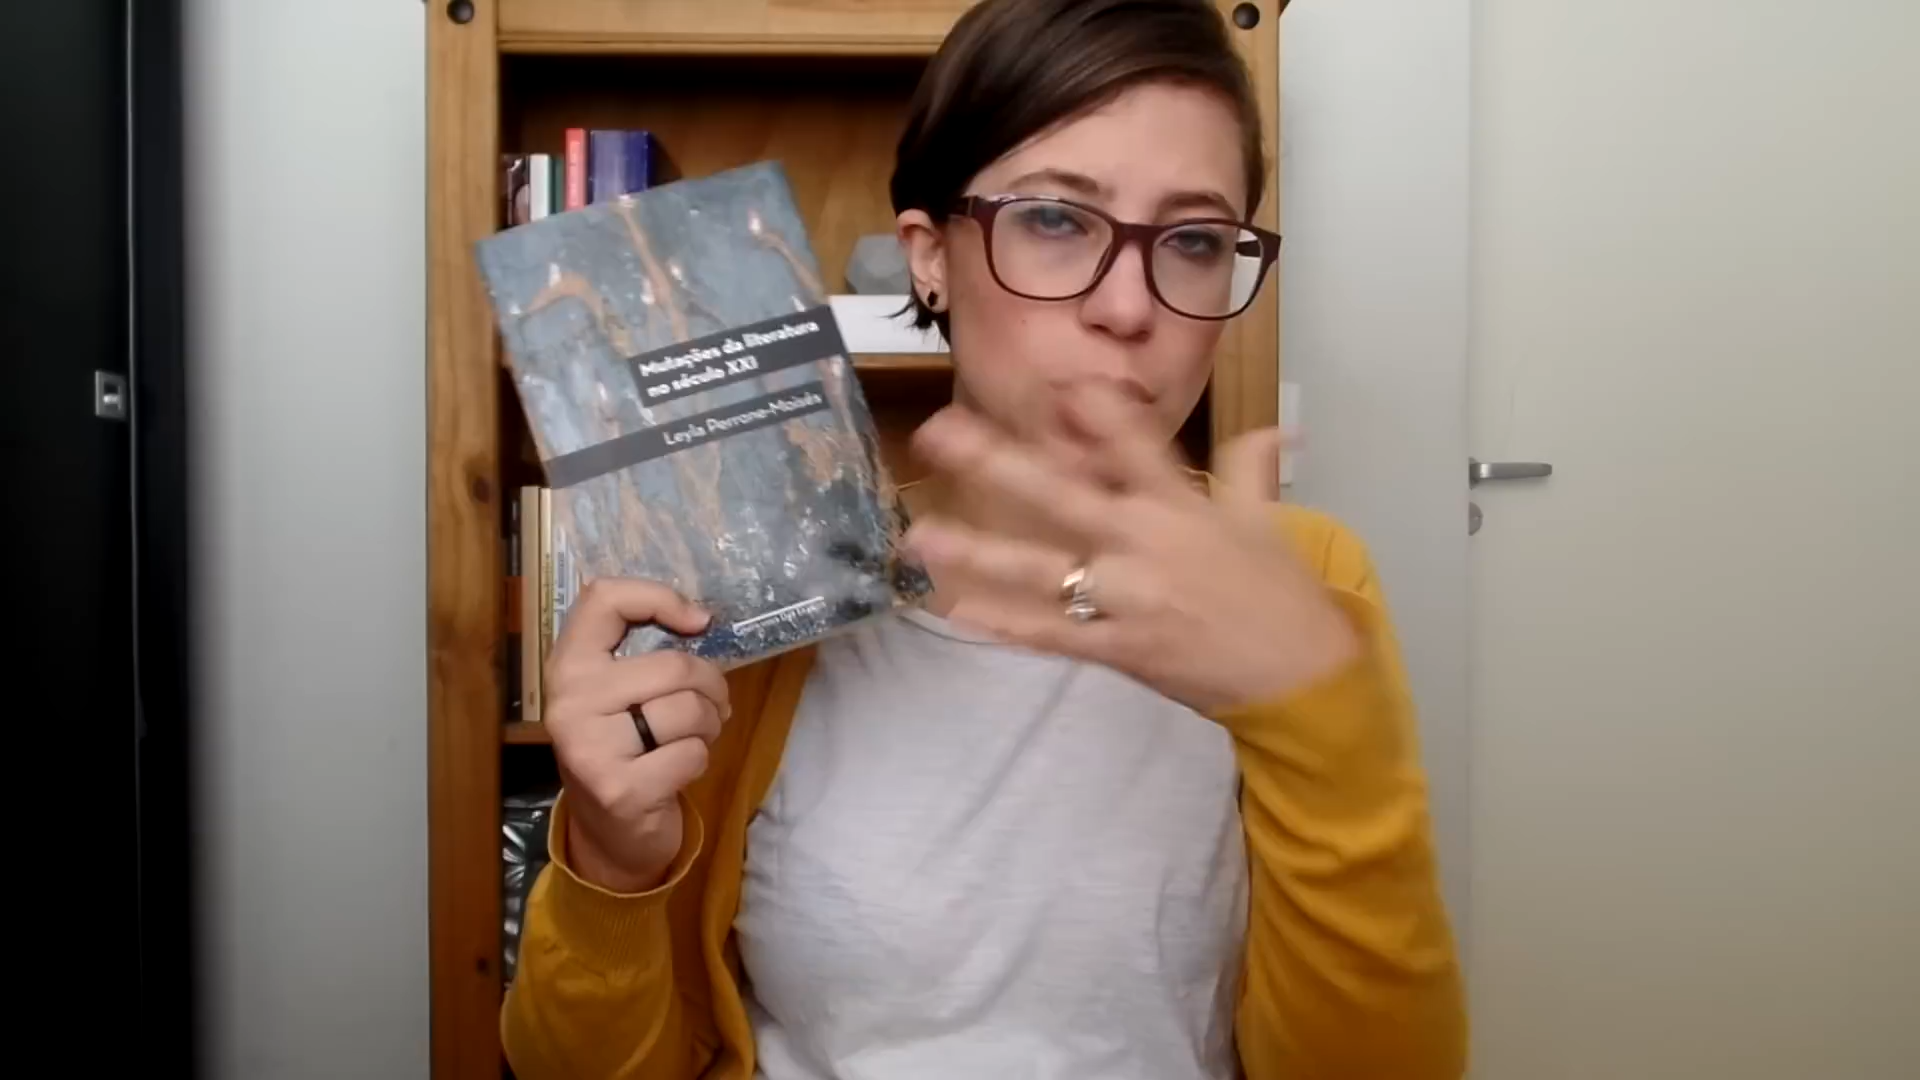 Mutações da literatura
no século XXI
Leyla Perrone-Moisés